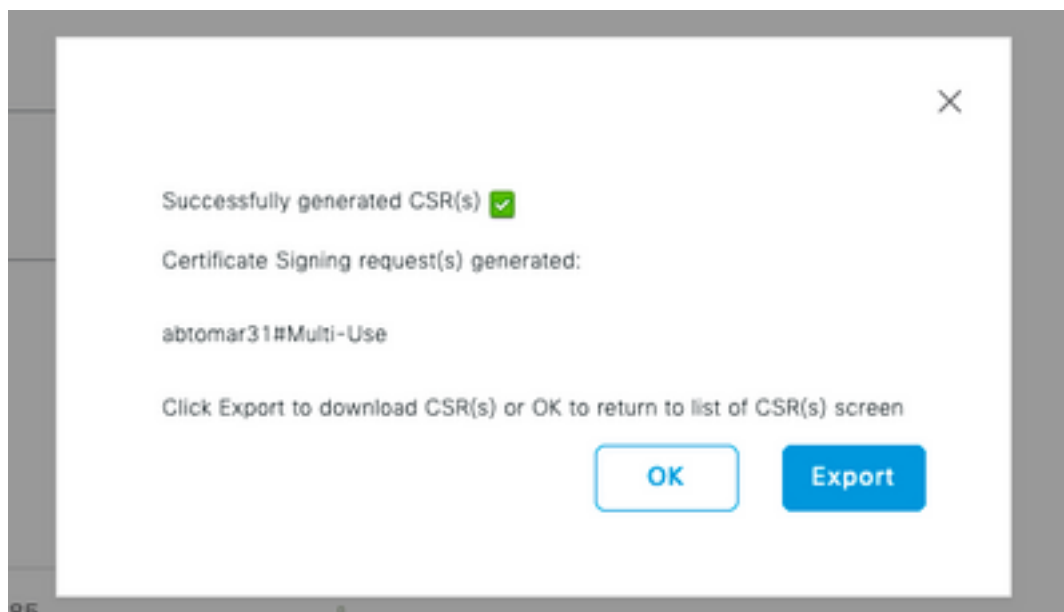 Successfully generated CSR(s)
Certificate Signing request(s) generated:
abtomar31#Multi-Use
Click Export to download CSR(s) or OK to return to list of CSR(s) screen
OK
Export